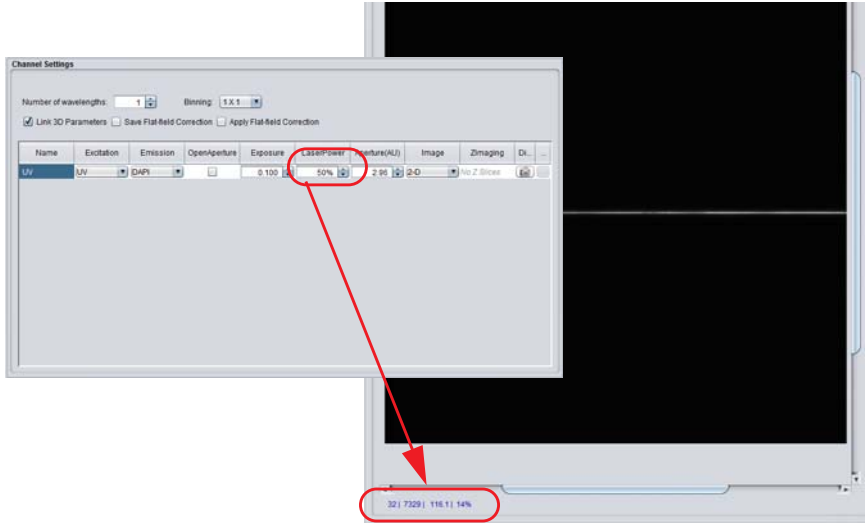 Channel Settings
Number of wavelengths: 1 Binning: 1 X 1
Link 3D Parameters Save Flat-field Correction Apply Flat-field Correction
Name Excitation Emission OpenAperture Exposure LaserPower Aperture(AU) Image Zimaging Di... ...
UV UV DAPI 0.100 50% 2.96 2-D No Z Slices
32 | 7329 | 116.1 | 14%